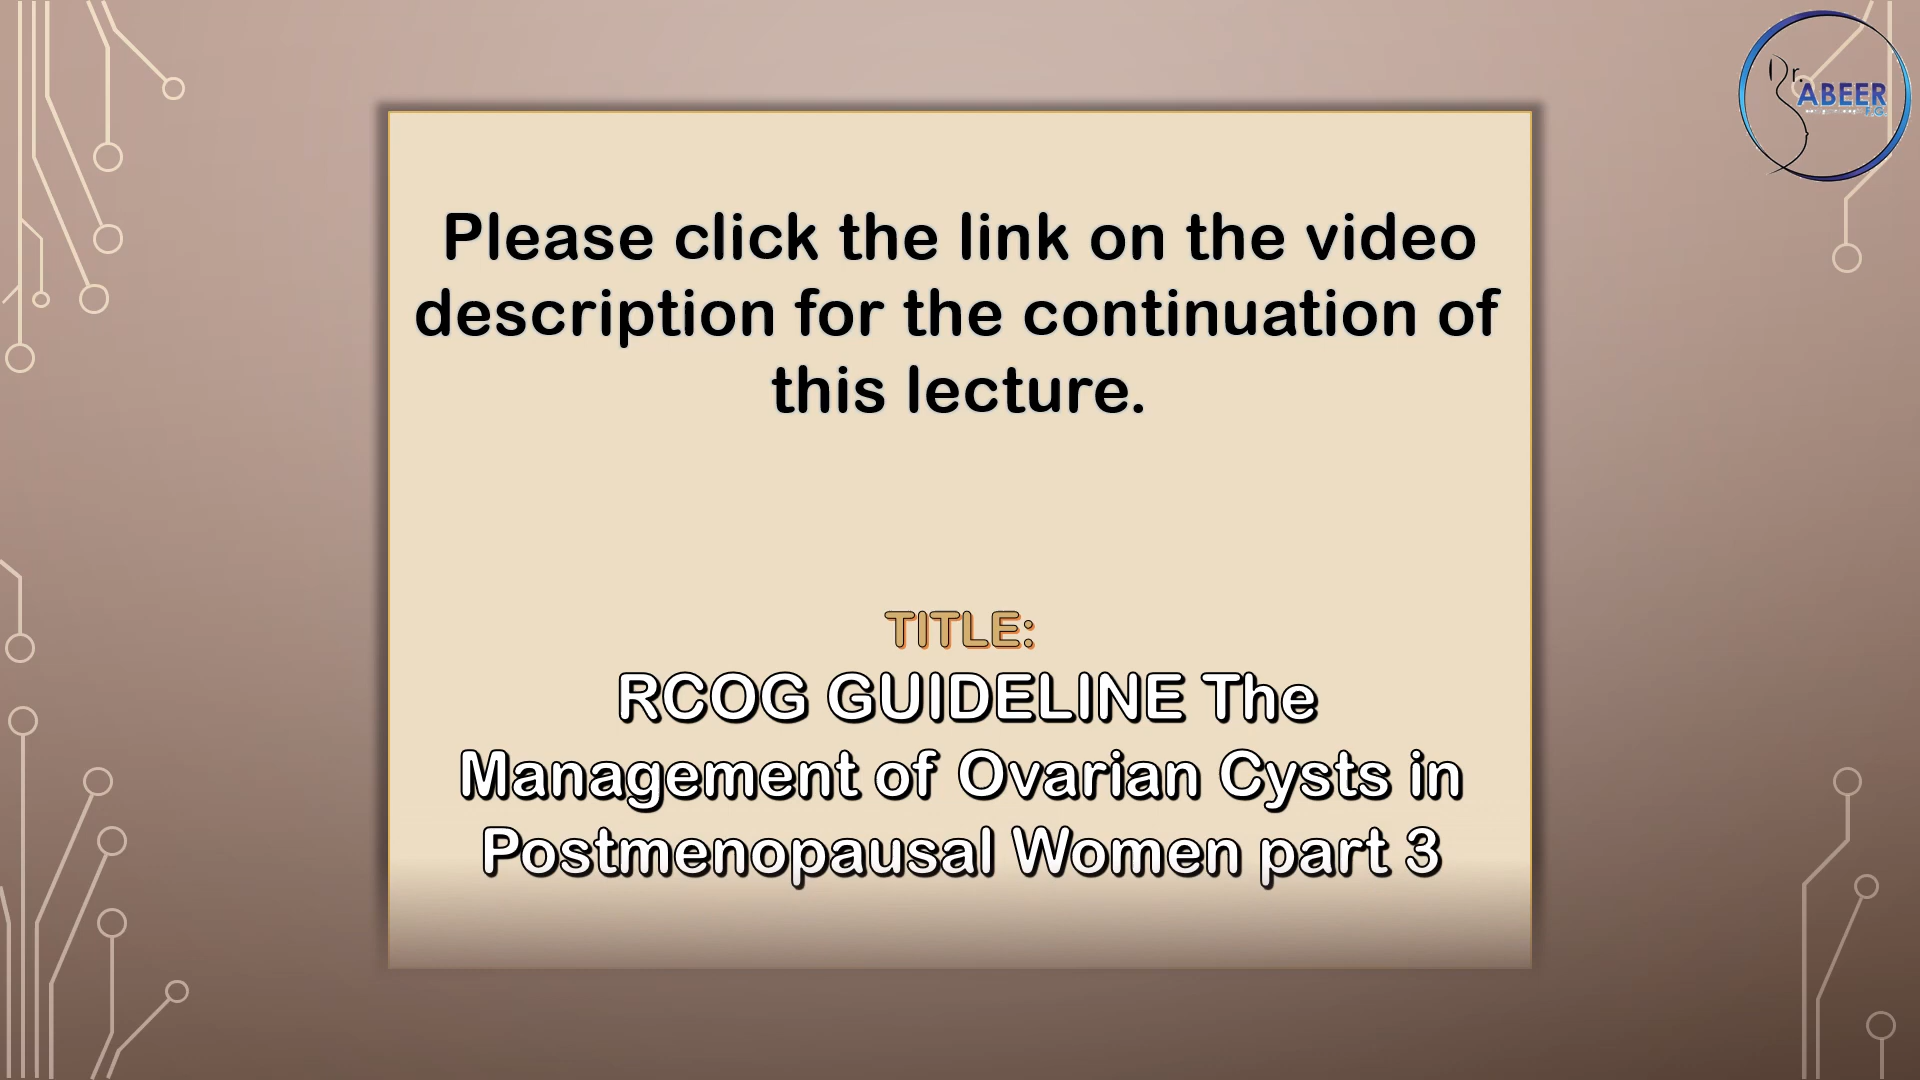 Dr.
ABEER
F.G.
Please click the link on the video
description for the continuation of
this lecture.
TITLE:
RCOG GUIDELINE The
Management of Ovarian Cysts in
Postmenopausal Women part 3